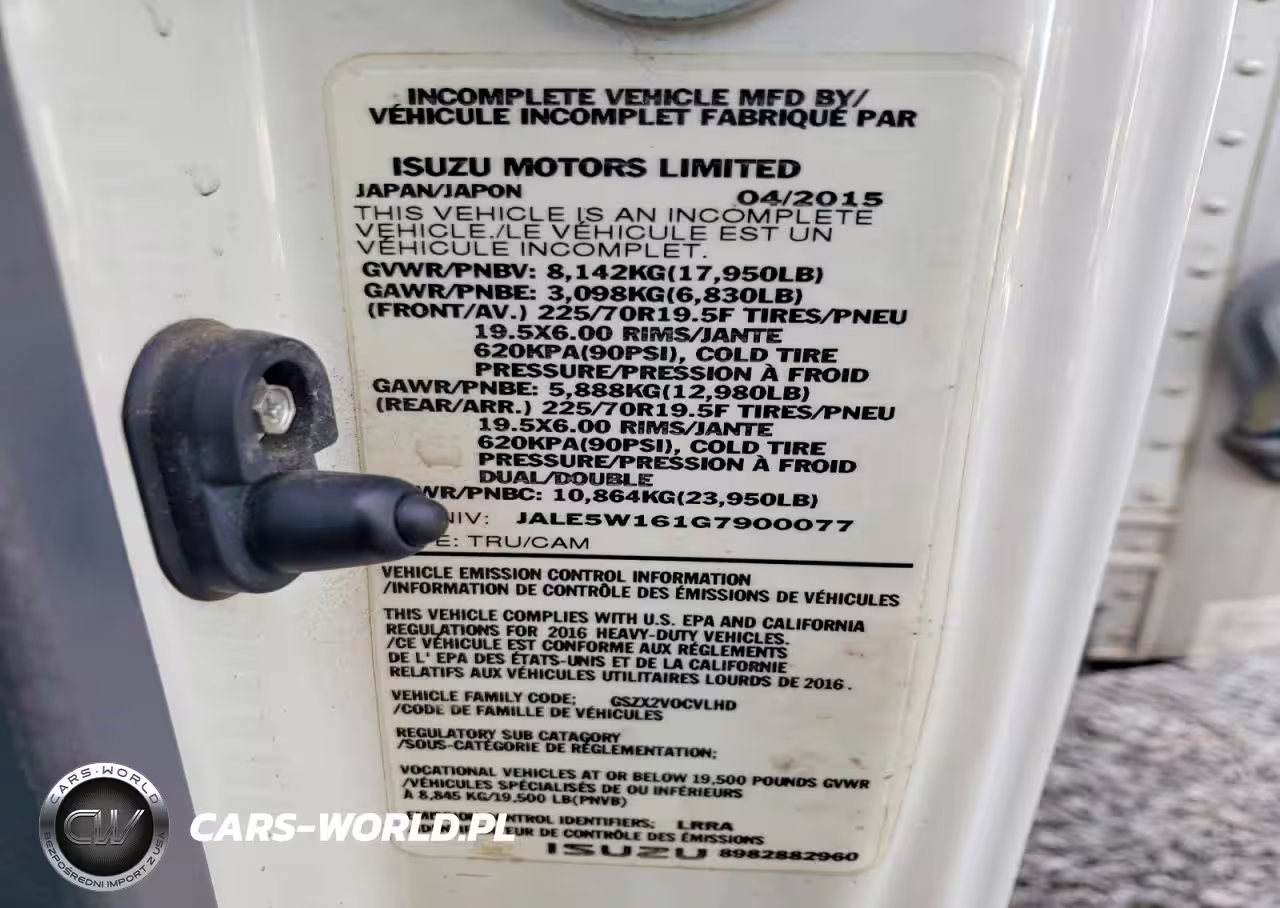 INCOMPLETE VEHICLE MFD BY/
VÉHICULE INCOMPLET FABRIQUÉ PAR
ISUZU MOTORS LIMITED
JAPAN/JAPON 04/2015
THIS VEHICLE IS AN INCOMPLETE
VEHICLE./LE VÉHICULE EST UN
VÉHICULE INCOMPLET.
GVWR/PNBV: 8,142KG(17,950LB)
GAWR/PNBE: 3,098KG(6,830LB)
(FRONT/AV.) 225/70R19.5F TIRES/PNEU
19.5X6.00 RIMS/JANTE
620KPA(90PSI), COLD TIRE
PRESSURE/PRESSION À FROID
GAWR/PNBE: 5,888KG(12,980LB)
(REAR/ARR.) 225/70R19.5F TIRES/PNEU
19.5X6.00 RIMS/JANTE
620KPA(90PSI), COLD TIRE
PRESSURE/PRESSION À FROID
DUAL/DOUBLE
WR/PNBC: 10,864KG(23,950LB)
NIV: JALE5W161G7900077
E: TRU/CAM
VEHICLE EMISSION CONTROL INFORMATION
/INFORMATION DE CONTRÔLE DES ÉMISSIONS DE VÉHICULES
THIS VEHICLE COMPLIES WITH U.S. EPA AND CALIFORNIA
REGULATIONS FOR 2016 HEAVY-DUTY VEHICLES.
/CE VÉHICULE EST CONFORME AUX RÉGLEMENTS
DE L' EPA DES ÉTATS-UNIS ET DE LA CALIFORNIE
RELATIFS AUX VÉHICULES UTILITAIRES LOURDS DE 2016.
VEHICLE FAMILY CODE; GSZX2VOCVLHD
/CODE DE FAMILLE DE VÉHICULES
REGULATORY SUB CATAGORY
/SOUS-CATÉGORIE DE RÉGLEMENTATION;
VOCATIONAL VEHICLES AT OR BELOW 19,500 POUNDS GVWR
/VÉHICULES SPÉCIALISÉS DE OU INFÉRIEURS
À 8,845 KG/19,500 LB(PNVB)
CONTROL IDENTIFIERS; LRRA
EUR DE CONTRÔLE DES ÉMISSIONS
ISUZU 8982882960
CARS-WORLD
CW
BEZPOŚREDNI IMPORT Z USA
CARS-WORLD.PL